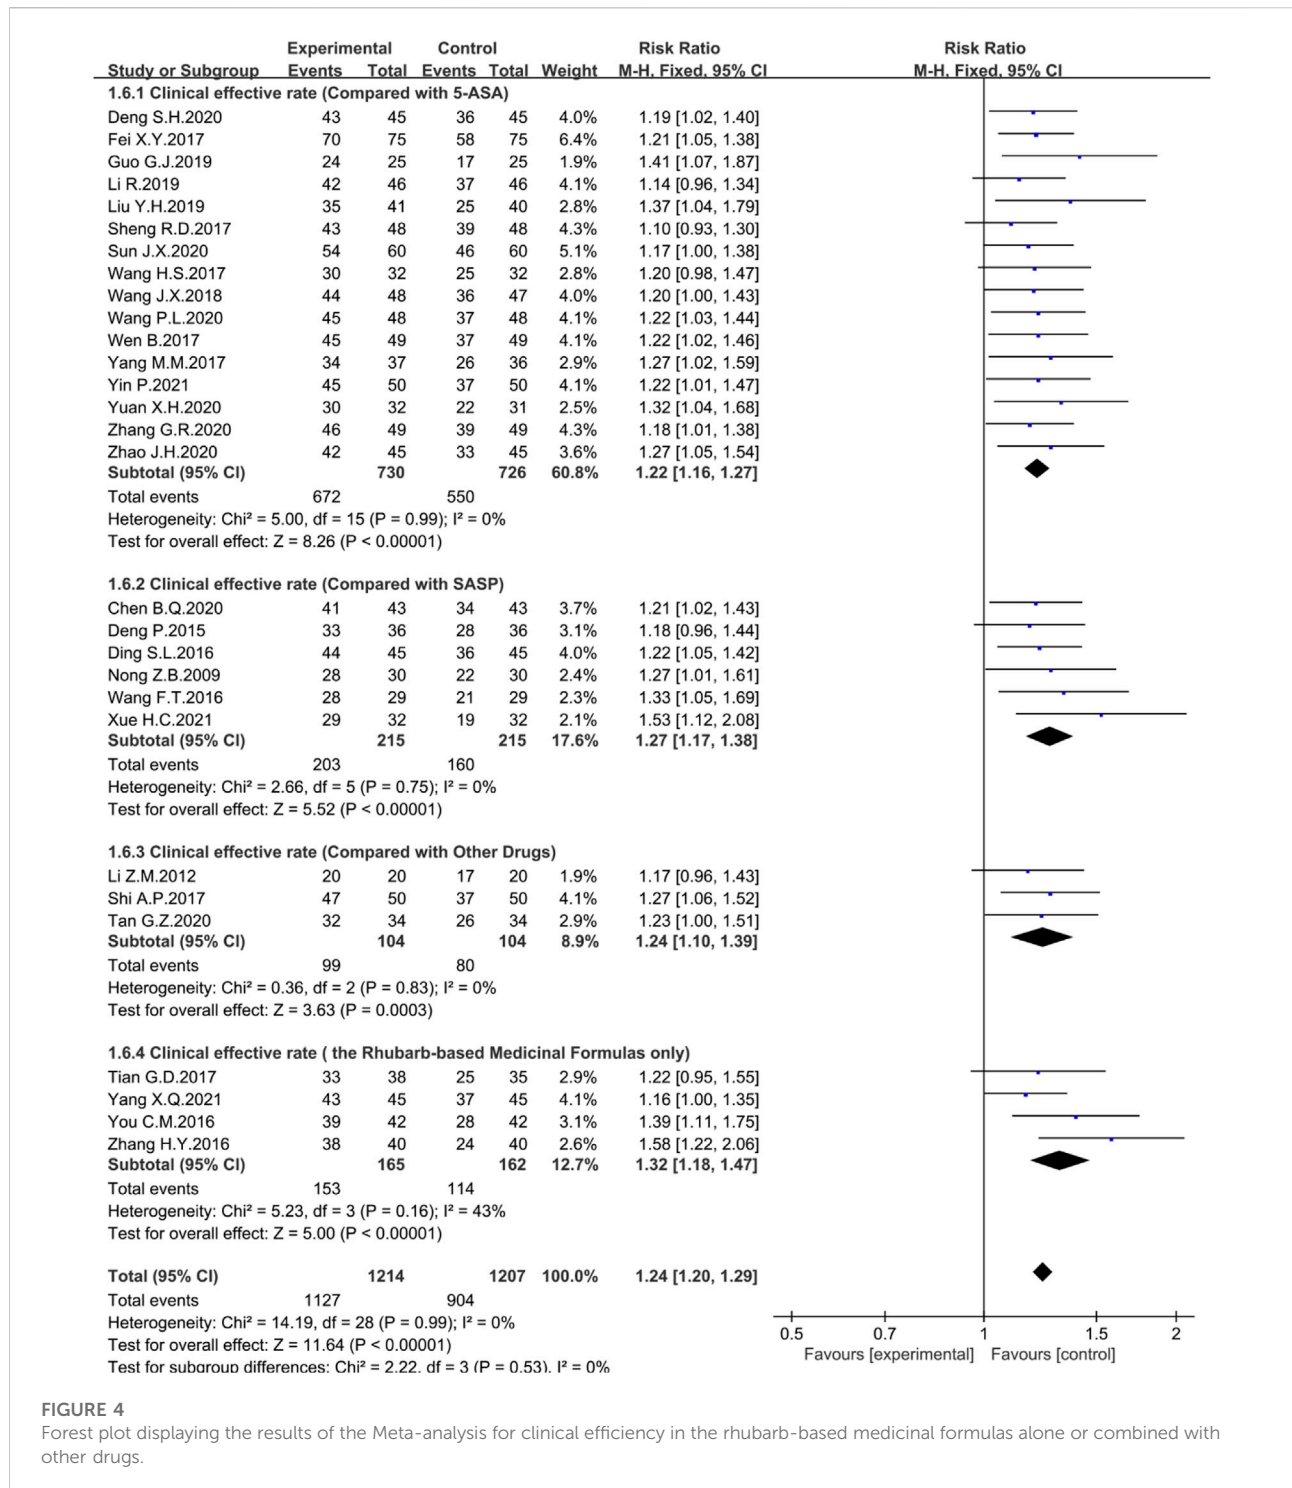 Experimental Control Risk Ratio Risk Ratio
Study or Subgroup Events Total Events Total Weight M-H, Fixed, 95% CI M-H, Fixed, 95% CI
1.6.1 Clinical effective rate (Compared with 5-ASA)
Deng S.H.2020 43 45 36 45 4.0% 1.19 [1.02, 1.40]
Fei X.Y.2017 70 75 58 75 6.4% 1.21 [1.05, 1.38]
Guo G.J.2019 24 25 17 25 1.9% 1.41 [1.07, 1.87]
Li R.2019 42 46 37 46 4.1% 1.14 [0.96, 1.34]
Liu Y.H.2019 35 41 25 40 2.8% 1.37 [1.04, 1.79]
Sheng R.D.2017 43 48 39 48 4.3% 1.10 [0.93, 1.30]
Sun J.X.2020 54 60 46 60 5.1% 1.17 [1.00, 1.38]
Wang H.S.2017 30 32 25 32 2.8% 1.20 [0.98, 1.47]
Wang J.X.2018 44 48 36 47 4.0% 1.20 [1.00, 1.43]
Wang P.L.2020 45 48 37 48 4.1% 1.22 [1.03, 1.44]
Wen B.2017 45 49 37 49 4.1% 1.22 [1.02, 1.46]
Yang M.M.2017 34 37 26 36 2.9% 1.27 [1.02, 1.59]
Yin P.2021 45 50 37 50 4.1% 1.22 [1.01, 1.47]
Yuan X.H.2020 30 32 22 31 2.5% 1.32 [1.04, 1.68]
Zhang G.R.2020 46 49 39 49 4.3% 1.18 [1.01, 1.38]
Zhao J.H.2020 42 45 33 45 3.6% 1.27 [1.05, 1.54]
Subtotal (95% CI) 730 726 60.8% 1.22 [1.16, 1.27]
Total events 672 550
Heterogeneity: Chi² = 5.00, df = 15 (P = 0.99); I² = 0%
Test for overall effect: Z = 8.26 (P < 0.00001)
1.6.2 Clinical effective rate (Compared with SASP)
Chen B.Q.2020 41 43 34 43 3.7% 1.21 [1.02, 1.43]
Deng P.2015 33 36 28 36 3.1% 1.18 [0.96, 1.44]
Ding S.L.2016 44 45 36 45 4.0% 1.22 [1.05, 1.42]
Nong Z.B.2009 28 30 22 30 2.4% 1.27 [1.01, 1.61]
Wang F.T.2016 28 29 21 29 2.3% 1.33 [1.05, 1.69]
Xue H.C.2021 29 32 19 32 2.1% 1.53 [1.12, 2.08]
Subtotal (95% CI) 215 215 17.6% 1.27 [1.17, 1.38]
Total events 203 160
Heterogeneity: Chi² = 2.66, df = 5 (P = 0.75); I² = 0%
Test for overall effect: Z = 5.52 (P < 0.00001)
1.6.3 Clinical effective rate (Compared with Other Drugs)
Li Z.M.2012 20 20 17 20 1.9% 1.17 [0.96, 1.43]
Shi A.P.2017 47 50 37 50 4.1% 1.27 [1.06, 1.52]
Tan G.Z.2020 32 34 26 34 2.9% 1.23 [1.00, 1.51]
Subtotal (95% CI) 104 104 8.9% 1.24 [1.10, 1.39]
Total events 99 80
Heterogeneity: Chi² = 0.36, df = 2 (P = 0.83); I² = 0%
Test for overall effect: Z = 3.63 (P = 0.0003)
1.6.4 Clinical effective rate ( the Rhubarb-based Medicinal Formulas only)
Tian G.D.2017 33 38 25 35 2.9% 1.22 [0.95, 1.55]
Yang X.Q.2021 43 45 37 45 4.1% 1.16 [1.00, 1.35]
You C.M.2016 39 42 28 42 3.1% 1.39 [1.11, 1.75]
Zhang H.Y.2016 38 40 24 40 2.6% 1.58 [1.22, 2.06]
Subtotal (95% CI) 165 162 12.7% 1.32 [1.18, 1.47]
Total events 153 114
Heterogeneity: Chi² = 5.23, df = 3 (P = 0.16); I² = 43%
Test for overall effect: Z = 5.00 (P < 0.00001)
Total (95% CI) 1214 1207 100.0% 1.24 [1.20, 1.29]
Total events 1127 904
Heterogeneity: Chi² = 14.19, df = 28 (P = 0.99); I² = 0%
Test for overall effect: Z = 11.64 (P < 0.00001)
Test for subgroup differences: Chi² = 2.22, df = 3 (P = 0.53), I² = 0%
0.5 0.7 1 1.5 2
Favours [experimental] Favours [control]
FIGURE 4
Forest plot displaying the results of the Meta-analysis for clinical efficiency in the rhubarb-based medicinal formulas alone or combined with
other drugs.